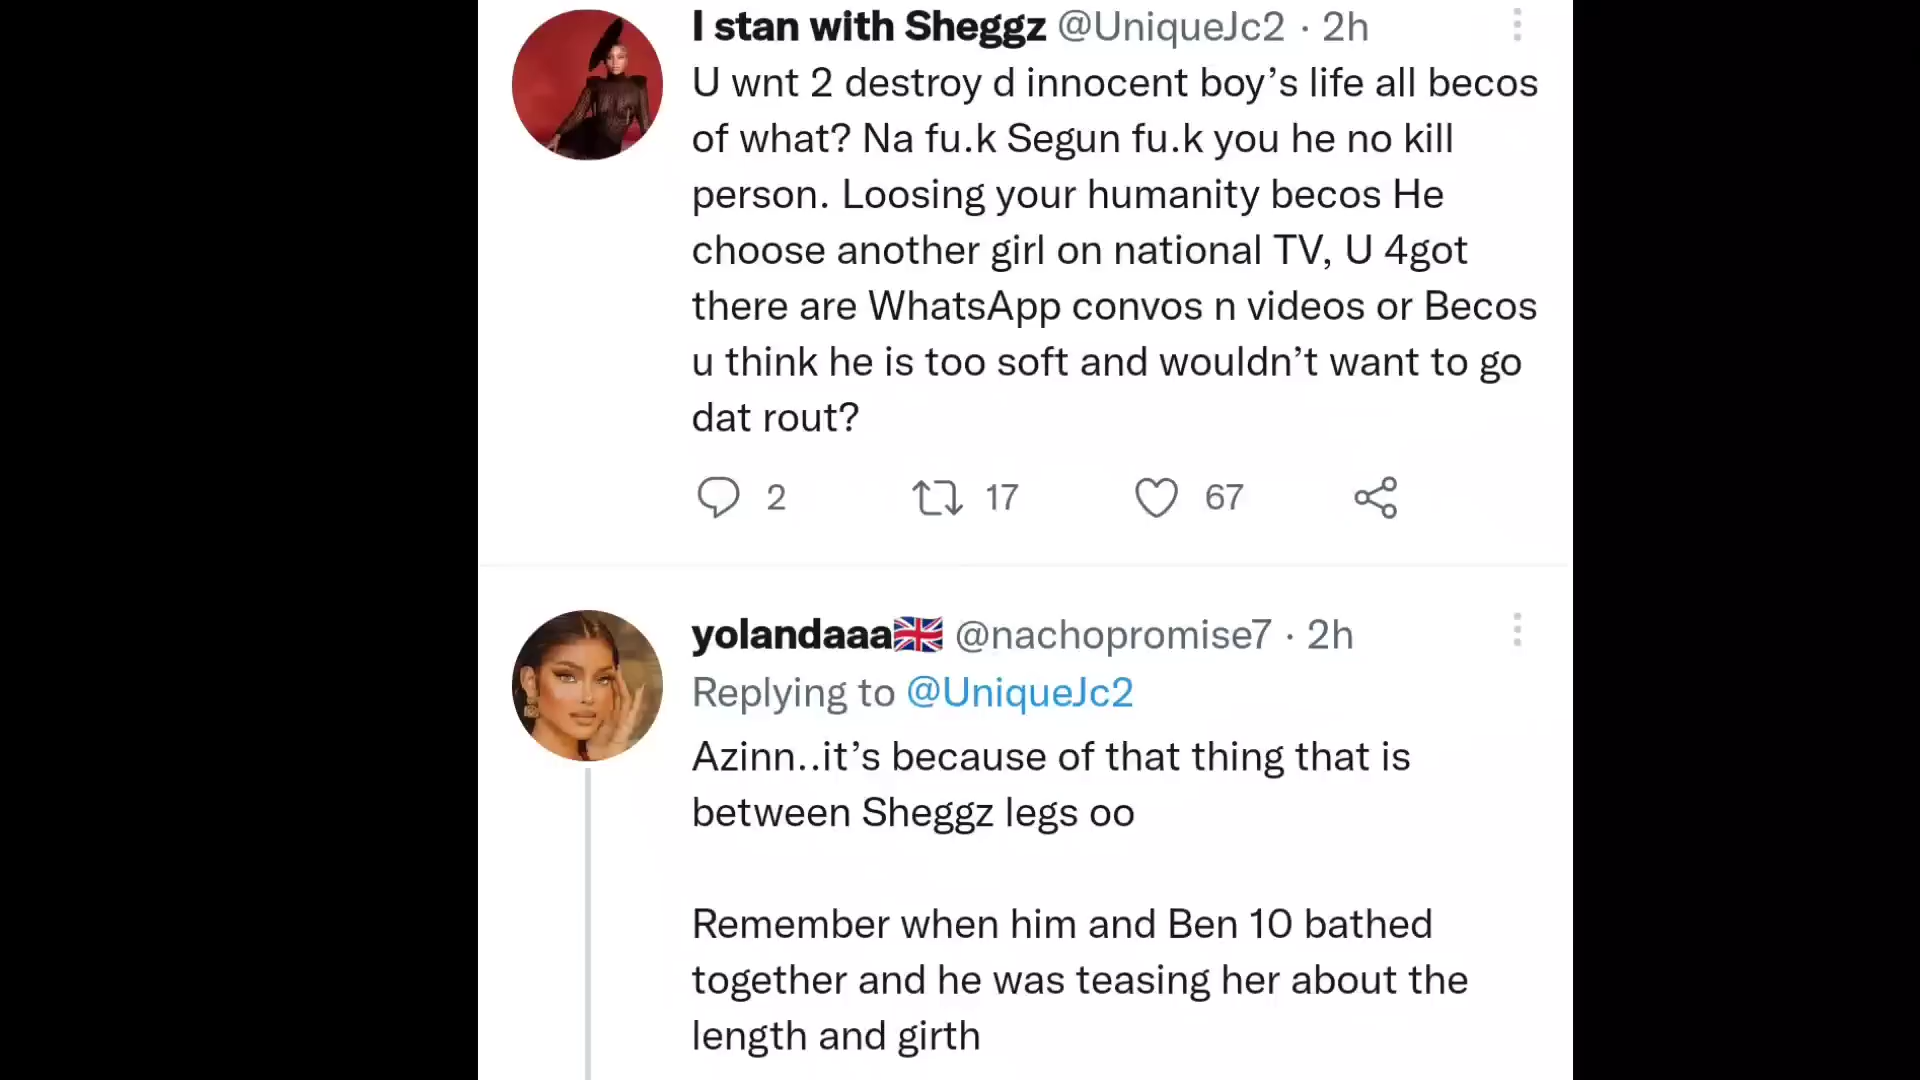 I stan with Sheggz @UniqueJc2 · 2h
U wnt 2 destroy d innocent boy’s life all becos
of what? Na fu.k Segun fu.k you he no kill
person. Loosing your humanity becos He
choose another girl on national TV, U 4got
there are WhatsApp convos n videos or Becos
u think he is too soft and wouldn’t want to go
dat rout?
2 17 67
yolandaaa🇬🇧 @nachopromise7 · 2h
Replying to @UniqueJc2
Azinn..it’s because of that thing that is
between Sheggz legs oo
Remember when him and Ben 10 bathed
together and he was teasing her about the
length and girth